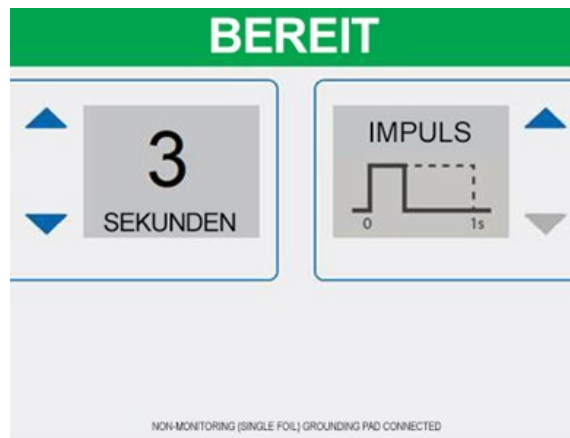 BEREIT
3
SEKUNDEN
IMPULS
0 1s
NON-MONITORING (SINGLE FOIL) GROUNDING PAD CONNECTED